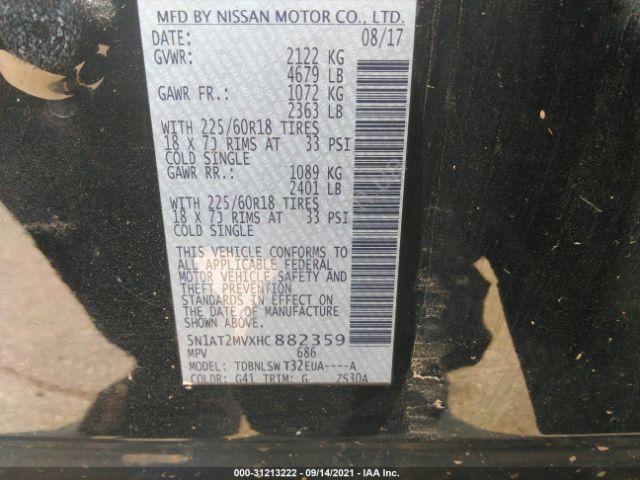 MFD BY NISSAN MOTOR CO., LTD.
DATE: 08/17
GVWR: 2122 KG
4679 LB
GAWR FR.: 1072 KG
2363 LB
WITH 225/60R18 TIRES
18 X 7J RIMS AT 33 PSI
COLD SINGLE
GAWR RR.: 1089 KG
2401 LB
WITH 225/60R18 TIRES
18 X 7J RIMS AT 33 PSI
COLD SINGLE
THIS VEHICLE CONFORMS TO
ALL APPLICABLE FEDERAL
MOTOR VEHICLE SAFETY AND
THEFT PREVENTION
STANDARDS IN EFFECT ON
THE DATE OF MANUFACTURE
SHOWN ABOVE.
5N1AT2MVXHC882359
MPV 686
TDBNLSW T32EUA----A
COLOR: G41 TRIM: G ZS30A
000-31213222 - 09/14/2021 - IAA Inc.